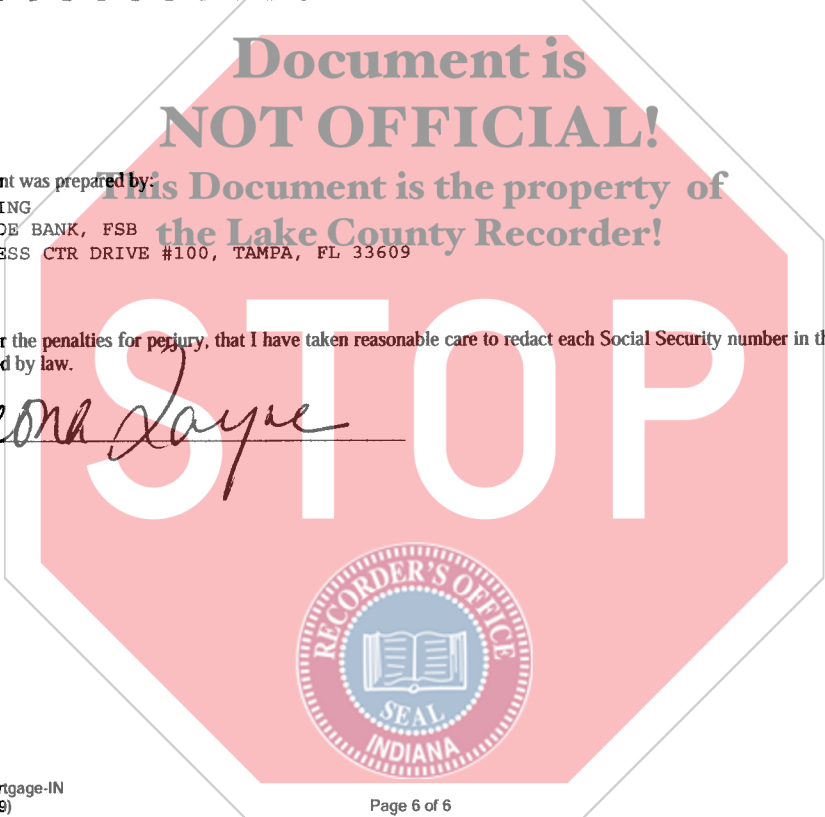 Document is
NOT OFFICIAL!
nt was prepared by:
This Document is the property of
ING
DE BANK, FSB
the Lake County Recorder!
ESS CTR DRIVE #100, TAMPA, FL 33609
STOP
r the penalties for perjury, that I have taken reasonable care to redact each Social Security number in th
d by law.
RECORDER'S OFFICE
SEAL
INDIANA
rtgage-IN
9)
Page 6 of 6